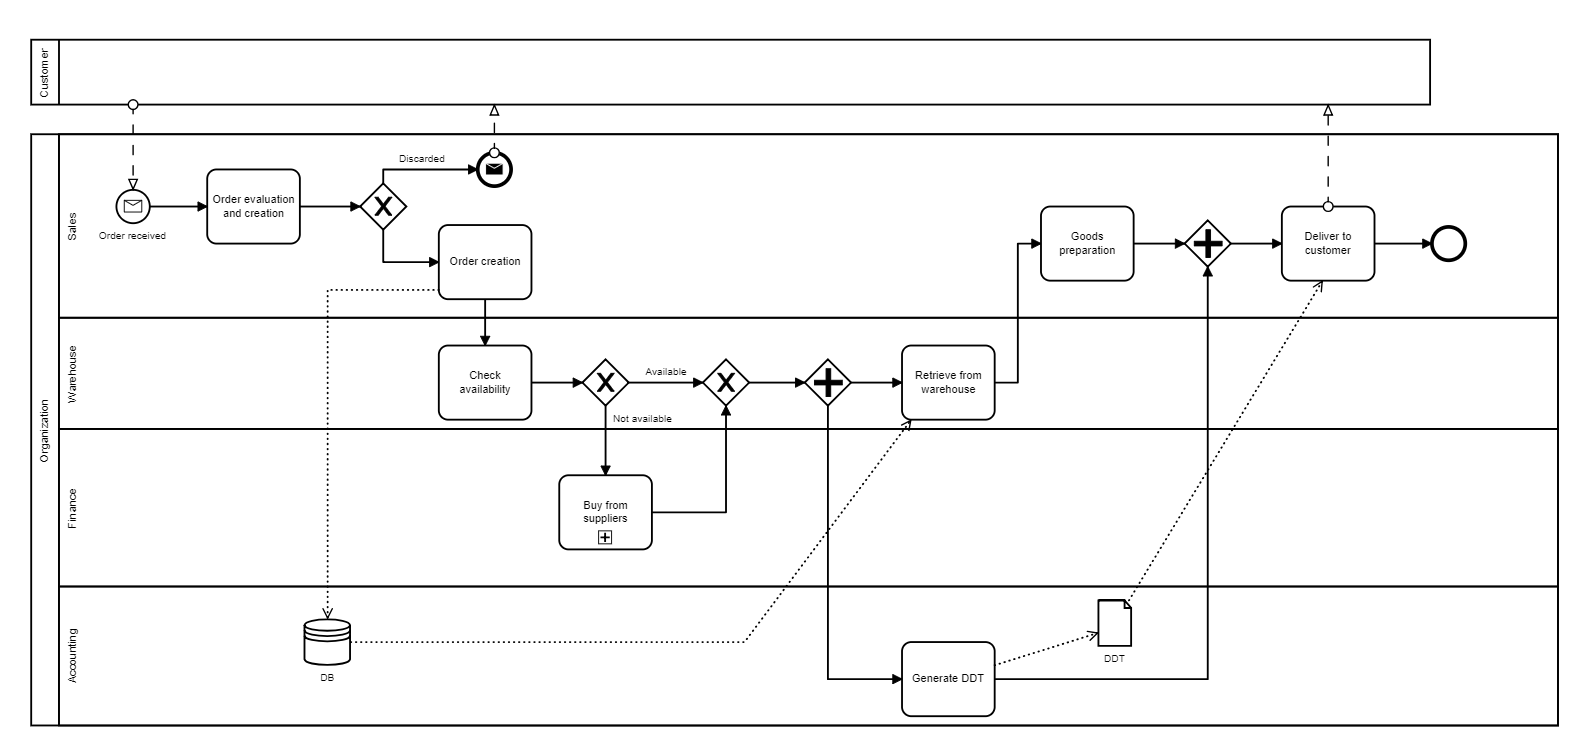 Customer
Organization
Sales
Order received
Order evaluation
and creation
Discarded
Order creation
Goods
preparation
Deliver to
customer
Warehouse
Check
availability
Available
Not available
Retrieve from
warehouse
Finance
Buy from
suppliers
Accounting
DB
Generate DDT
DDT